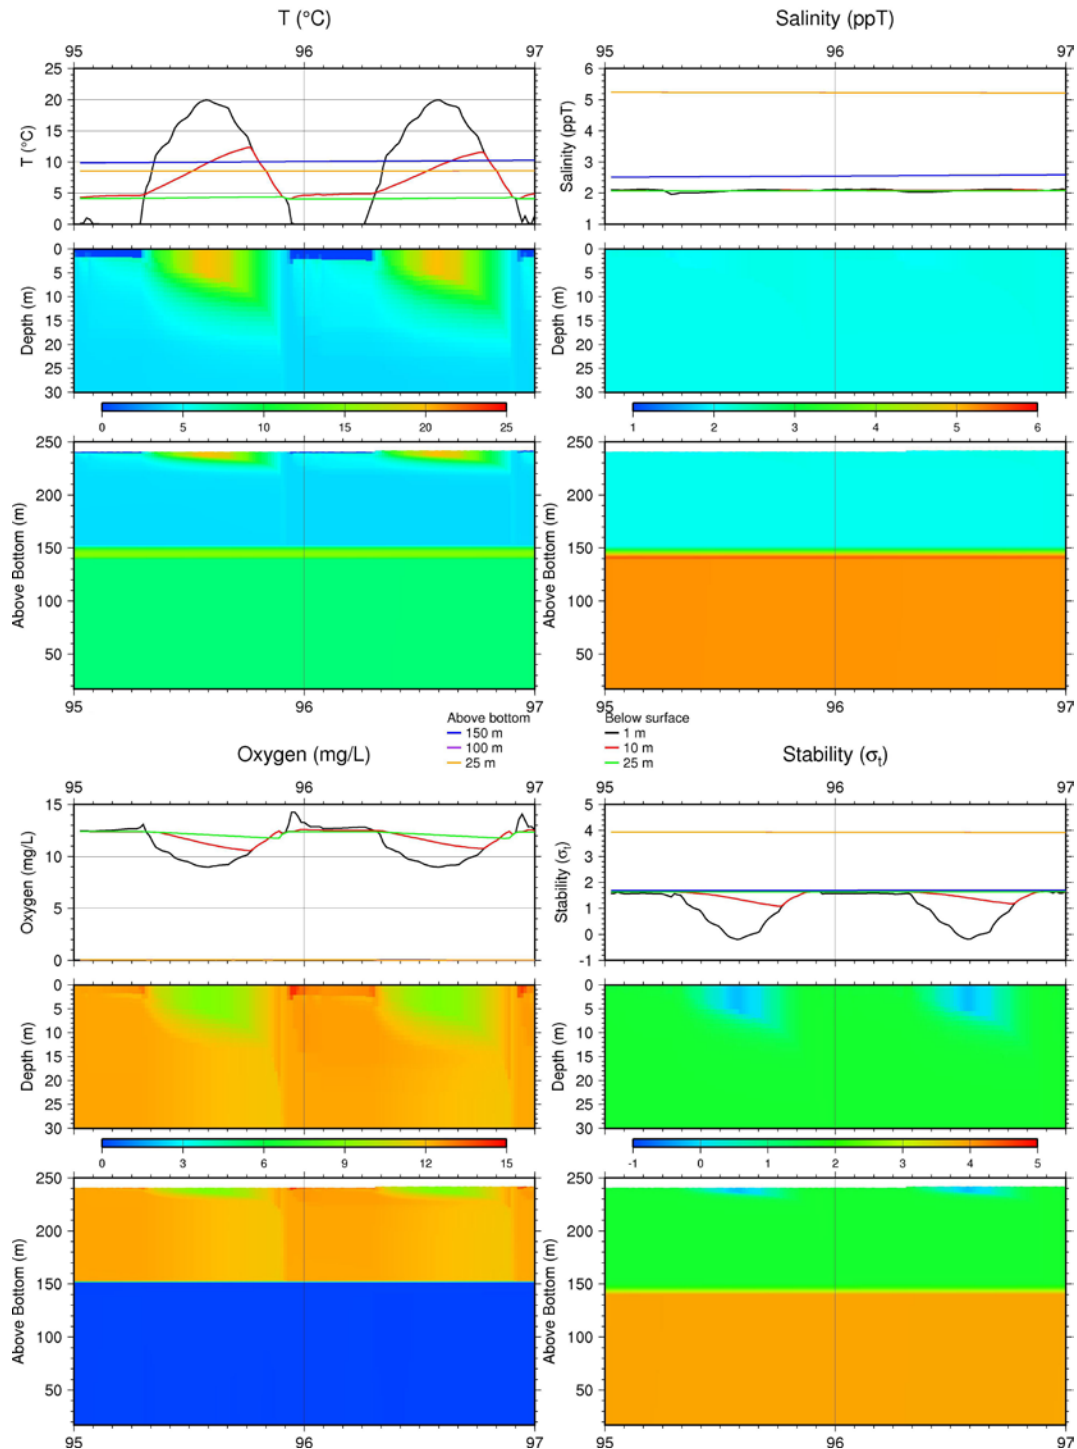 T (°C)
Salinity (ppT)
95 96 97
95 96 97
25
20
15
10
5
0
T (°C)
6
5
4
3
2
1
Salinity (ppT)
0
5
10
15
20
25
30
Depth (m)
0
5
10
15
20
25
30
Depth (m)
0 5 10 15 20 25
1 2 3 4 5 6
250
200
150
100
50
Above Bottom (m)
250
200
150
100
50
Above Bottom (m)
95 96 97
95 96 97
Above bottom
150 m
100 m
25 m
Below surface
1 m
10 m
25 m
Oxygen (mg/L)
Stability (σt)
95 96 97
95 96 97
15
10
5
0
Oxygen (mg/L)
5
4
3
2
1
0
-1
Stability (σt)
0
5
10
15
20
25
30
Depth (m)
0
5
10
15
20
25
30
Depth (m)
0 3 6 9 12 15
-1 0 1 2 3 4 5
250
200
150
100
50
Above Bottom (m)
250
200
150
100
50
Above Bottom (m)
95 96 97
95 96 97